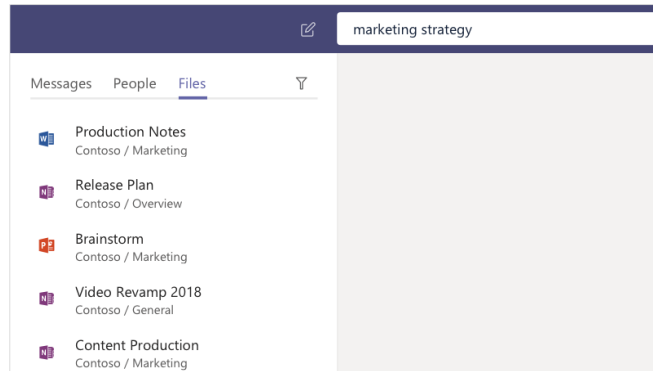 marketing strategy
Messages People Files
Production Notes
Contoso / Marketing
Release Plan
Contoso / Overview
Brainstorm
Contoso / Marketing
Video Revamp 2018
Contoso / General
Content Production
Contoso / Marketing